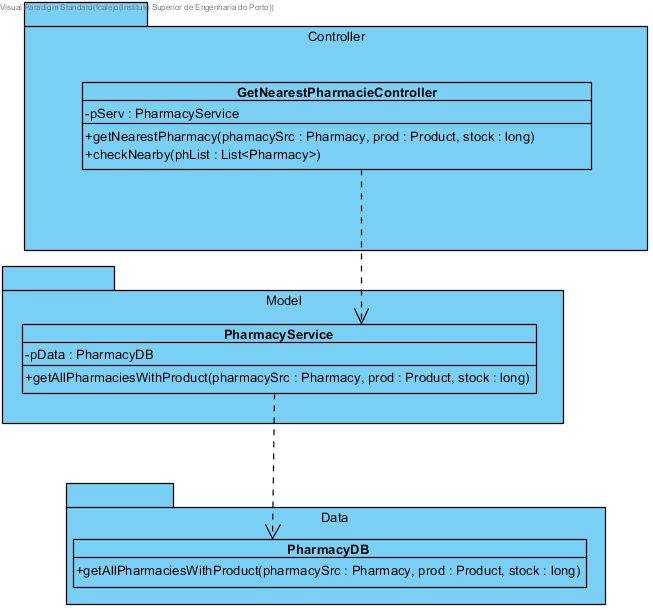 Visual Paradigm Standard(fcalejo(Instituto Superior de Engenharia do Porto))
Controller
GetNearestPharmacieController
-pServ : PharmacyService
+getNearestPharmacy(phamacySrc : Pharmacy, prod : Product, stock : long)
+checkNearby(phList : List<Pharmacy>)
Model
PharmacyService
-pData : PharmacyDB
+getAllPharmaciesWithProduct(pharmacySrc : Pharmacy, prod : Product, stock : long)
Data
PharmacyDB
+getAllPharmaciesWithProduct(pharmacySrc : Pharmacy, prod : Product, stock : long)